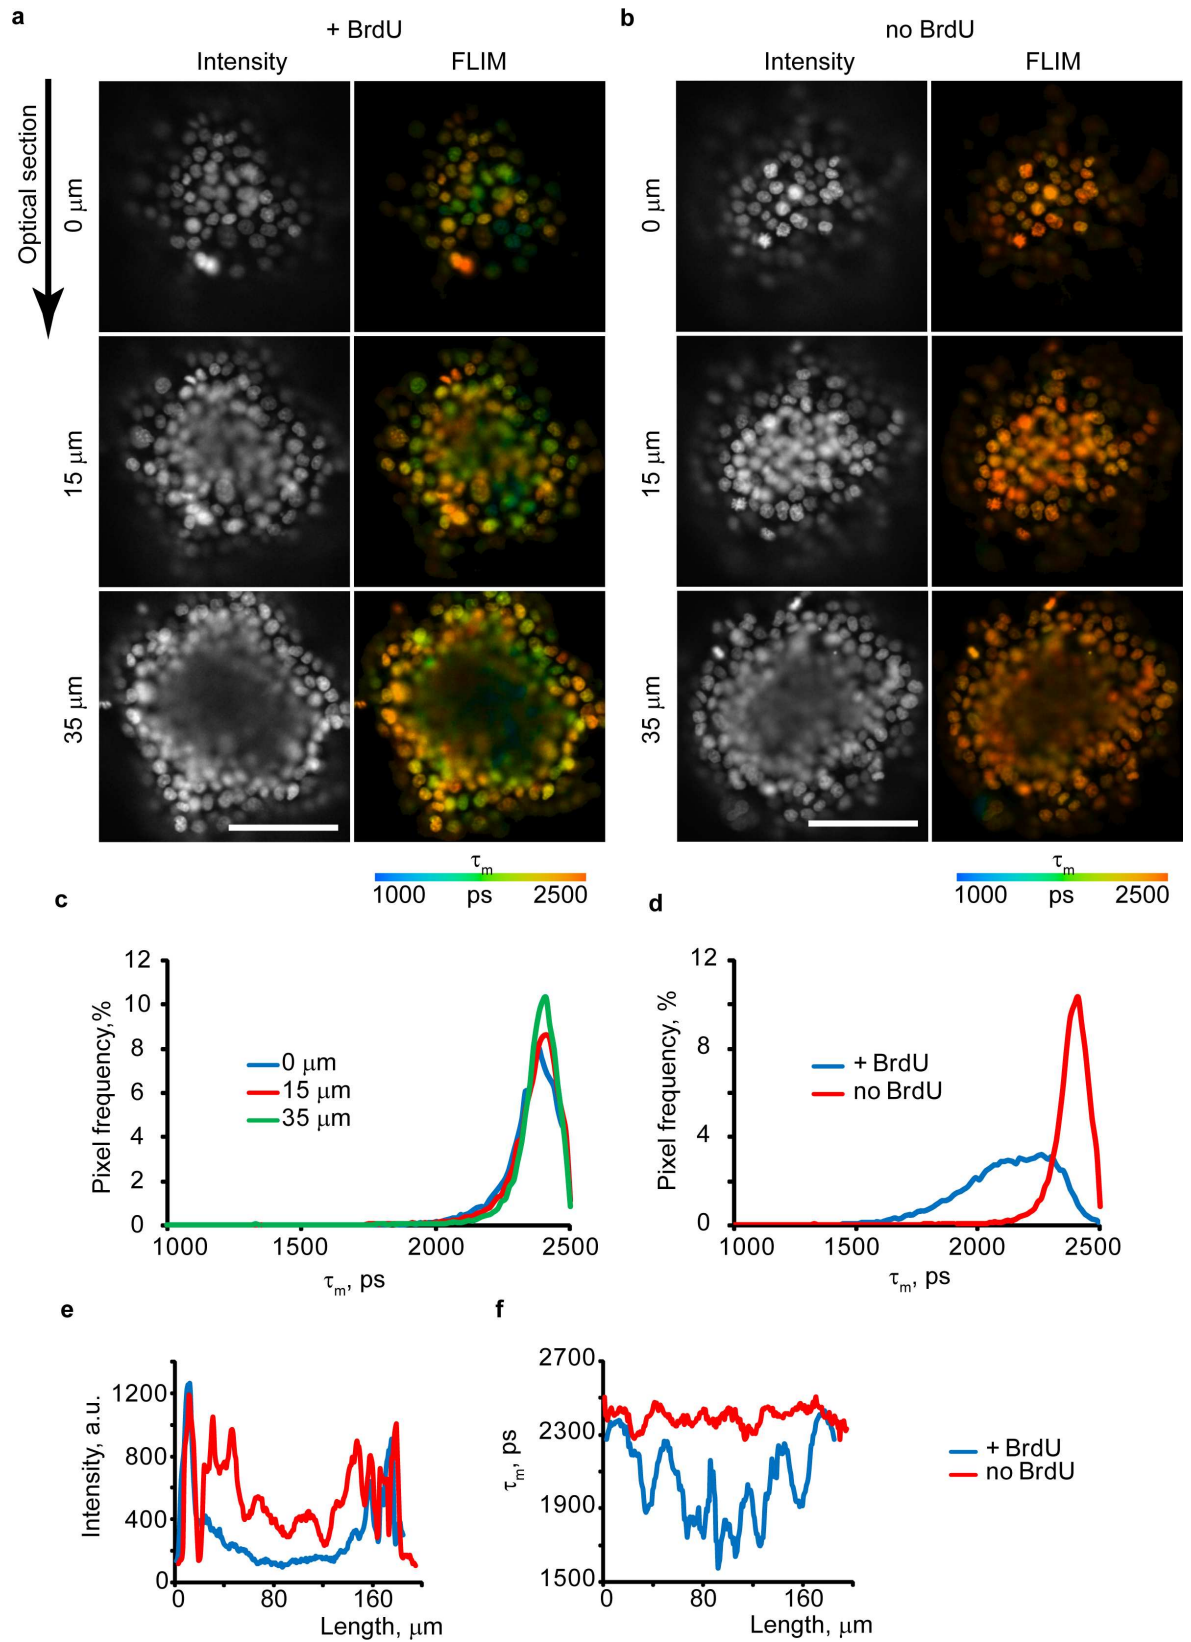 a
+ BrdU
Intensity
FLIM
b
no BrdU
Intensity
FLIM
Optical section
0 μm
15 μm
35 μm
0 μm
15 μm
35 μm
τm
1000 ps 2500
τm
1000 ps 2500
c
Pixel frequency,%
12
10
8
6
4
2
0
0 μm
15 μm
35 μm
1000 1500 2000 2500
τm, ps
d
Pixel frequency, %
12
8
6
4
2
0
+ BrdU
no BrdU
1000 1500 2000 2500
τm, ps
e
Intensity, a.u.
1200
800
400
0
0 80 160
Length, μm
f
τm, ps
2700
2300
1900
1500
0 80 160
Length, μm
+ BrdU
no BrdU